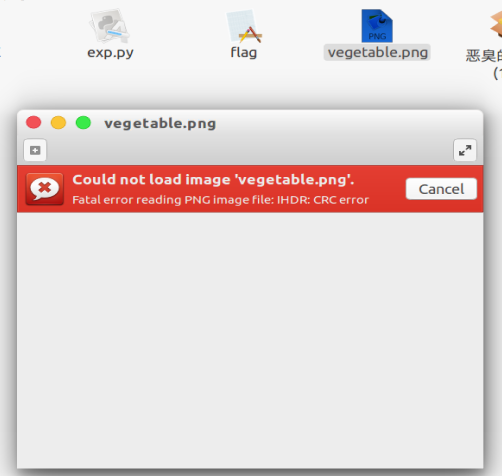 PNG
exp.py
flag
vegetable.png
恶臭的
(1
vegetable.png
Could not load image 'vegetable.png'.
Fatal error reading PNG image file: IHDR: CRC error
Cancel